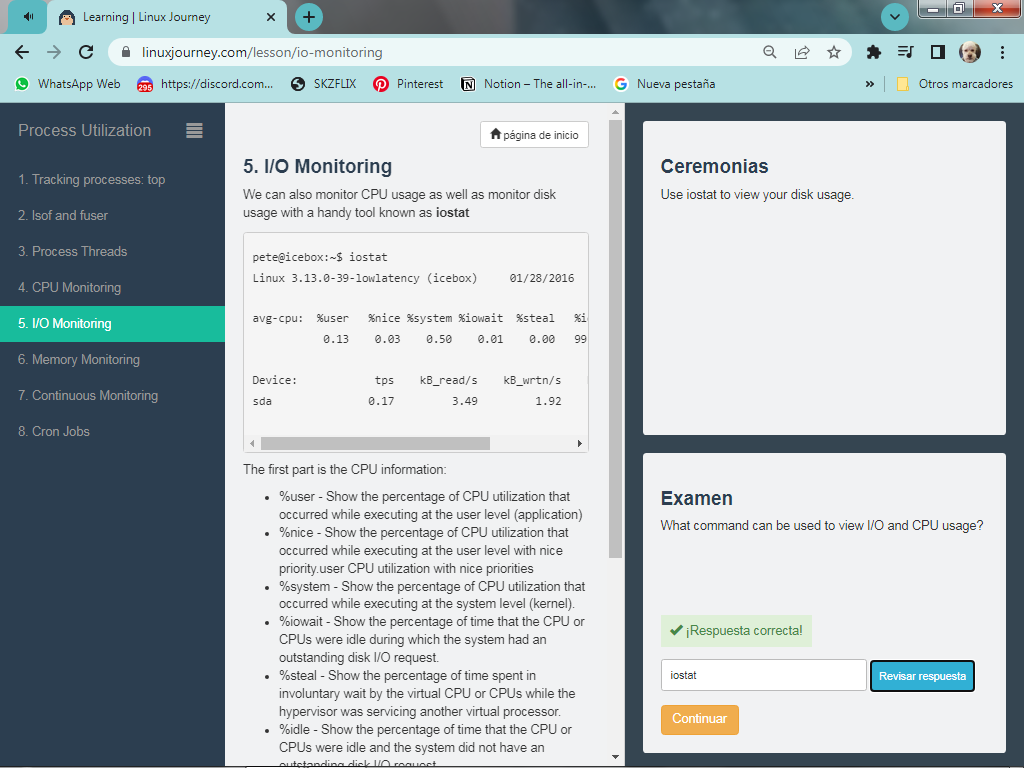 Learning | Linux Journey
linuxjourney.com/lesson/io-monitoring
WhatsApp Web
295
https://discord.com...
SKZFLIX
Pinterest
Notion – The all-in-...
Nueva pestaña
»
Otros marcadores
Process Utilization
1. Tracking processes: top
2. lsof and fuser
3. Process Threads
4. CPU Monitoring
5. I/O Monitoring
6. Memory Monitoring
7. Continuous Monitoring
8. Cron Jobs
página de inicio
5. I/O Monitoring
We can also monitor CPU usage as well as monitor disk
usage with a handy tool known as iostat
pete@icebox:~$ iostat
Linux 3.13.0-39-lowlatency (icebox) 01/28/2016
avg-cpu: %user %nice %system %iowait %steal %i
0.13 0.03 0.50 0.01 0.00 99
Device: tps kB_read/s kB_wrtn/s
sda 0.17 3.49 1.92
The first part is the CPU information:
• %user - Show the percentage of CPU utilization that
occurred while executing at the user level (application)
• %nice - Show the percentage of CPU utilization that
occurred while executing at the user level with nice
priority.user CPU utilization with nice priorities
• %system - Show the percentage of CPU utilization that
occurred while executing at the system level (kernel).
• %iowait - Show the percentage of time that the CPU or
CPUs were idle during which the system had an
outstanding disk I/O request.
• %steal - Show the percentage of time spent in
involuntary wait by the virtual CPU or CPUs while the
hypervisor was servicing another virtual processor.
• %idle - Show the percentage of time that the CPU or
CPUs were idle and the system did not have an
outstanding disk I/O request.
Ceremonias
Use iostat to view your disk usage.
Examen
What command can be used to view I/O and CPU usage?
¡Respuesta correcta!
iostat
Revisar respuesta
Continuar